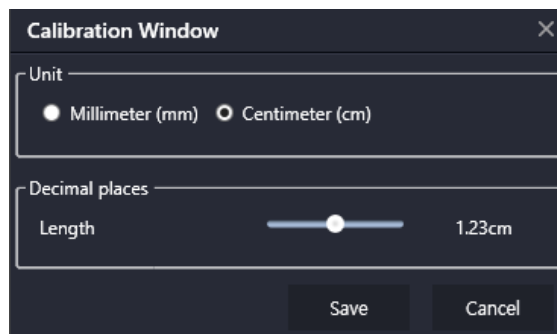 Calibration Window
Unit
Millimeter (mm) Centimeter (cm)
Decimal places
Length 1.23cm
Save Cancel